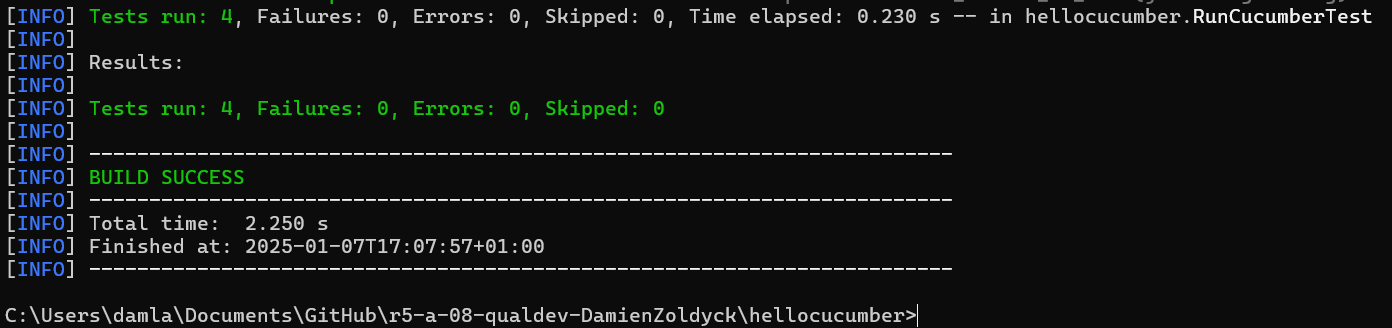 [INFO] Tests run: 4, Failures: 0, Errors: 0, Skipped: 0, Time elapsed: 0.230 s -- in hellocucumber.RunCucumberTest
[INFO]
[INFO] Results:
[INFO]
[INFO] Tests run: 4, Failures: 0, Errors: 0, Skipped: 0
[INFO]
[INFO] ------------------------------------------------------------------------
[INFO] BUILD SUCCESS
[INFO] ------------------------------------------------------------------------
[INFO] Total time:  2.250 s
[INFO] Finished at: 2025-01-07T17:07:57+01:00
[INFO] ------------------------------------------------------------------------
C:\Users\damla\Documents\GitHub\r5-a-08-qualdev-DamienZoldyck\hellocucumber>